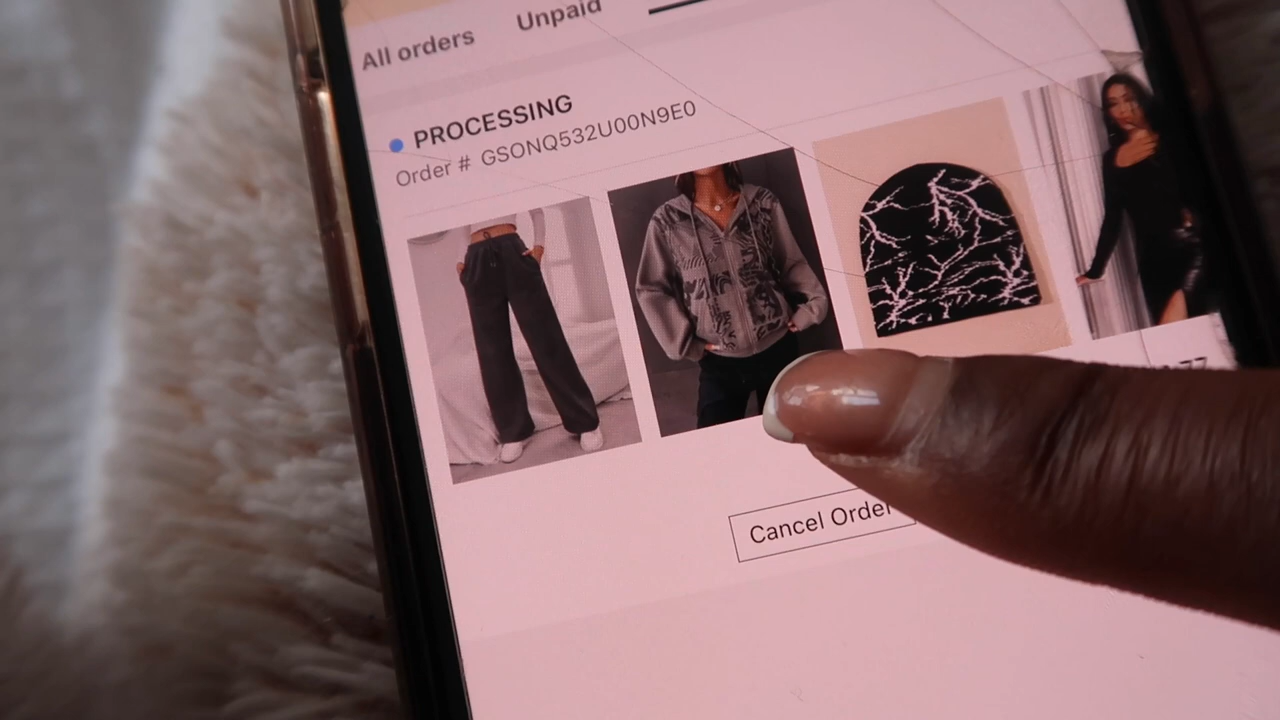 All orders Unpaid
PROCESSING
Order # GSONQ532U00N9E0
Cancel Order